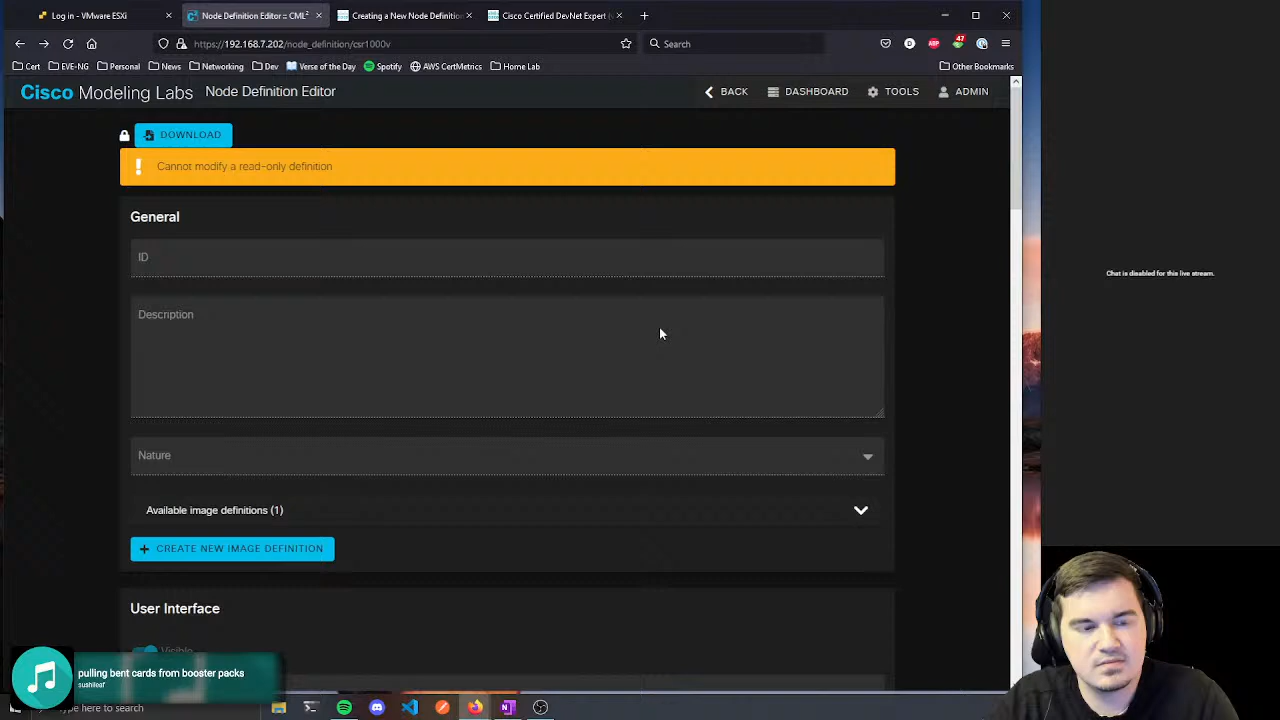 Log in - VMware ESXi
Node Definition Editor :: CML²
Creating a New Node Definition
Cisco Certified DevNet Expert (
https://192.168.7.202/node_definition/csr1000v
Search
47
Cert
EVE-NG
Personal
News
Networking
Dev
Verse of the Day
Spotify
AWS CertMetrics
Home Lab
Other Bookmarks
Cisco Modeling Labs
Node Definition Editor
BACK
DASHBOARD
TOOLS
ADMIN
DOWNLOAD
Cannot modify a read-only definition
General
ID
Description
Nature
Available image definitions (1)
CREATE NEW IMAGE DEFINITION
User Interface
Visible
Chat is disabled for this live stream.
pulling bent cards from booster packs
sushileaf
here to search